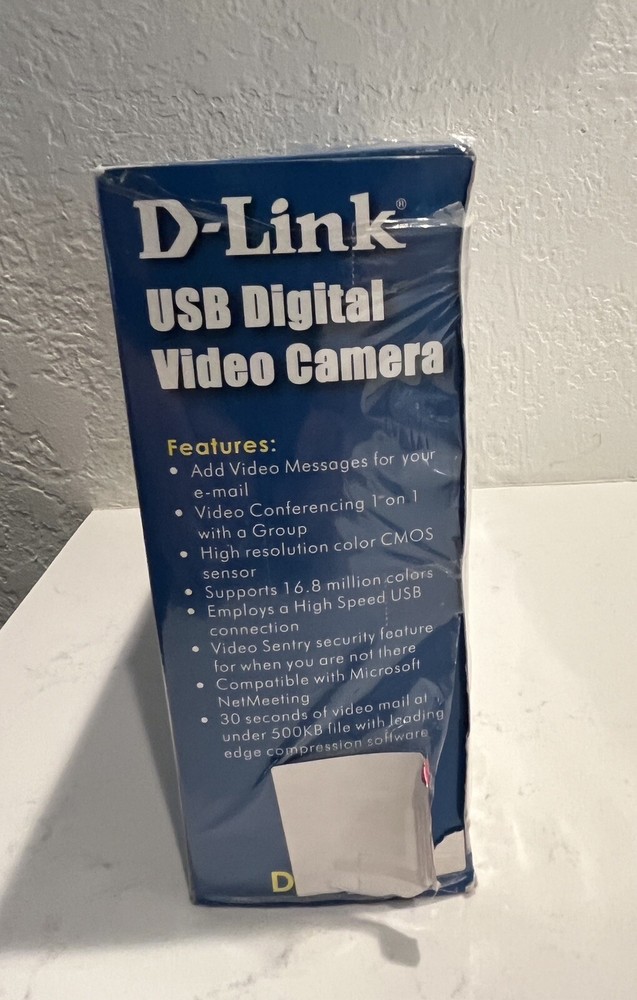 D-Link®
USB Digital
Video Camera
Features:
• Add Video Messages for your
e-mail
• Video Conferencing 1 on 1
with a Group
• High resolution color CMOS
sensor
• Supports 16.8 million colors
• Employs a High Speed USB
connection
• Video Sentry security feature
for when you are not there
• Compatible with Microsoft
NetMeeting
• 30 seconds of video mail at
under 500KB file with leading
edge compression software
D